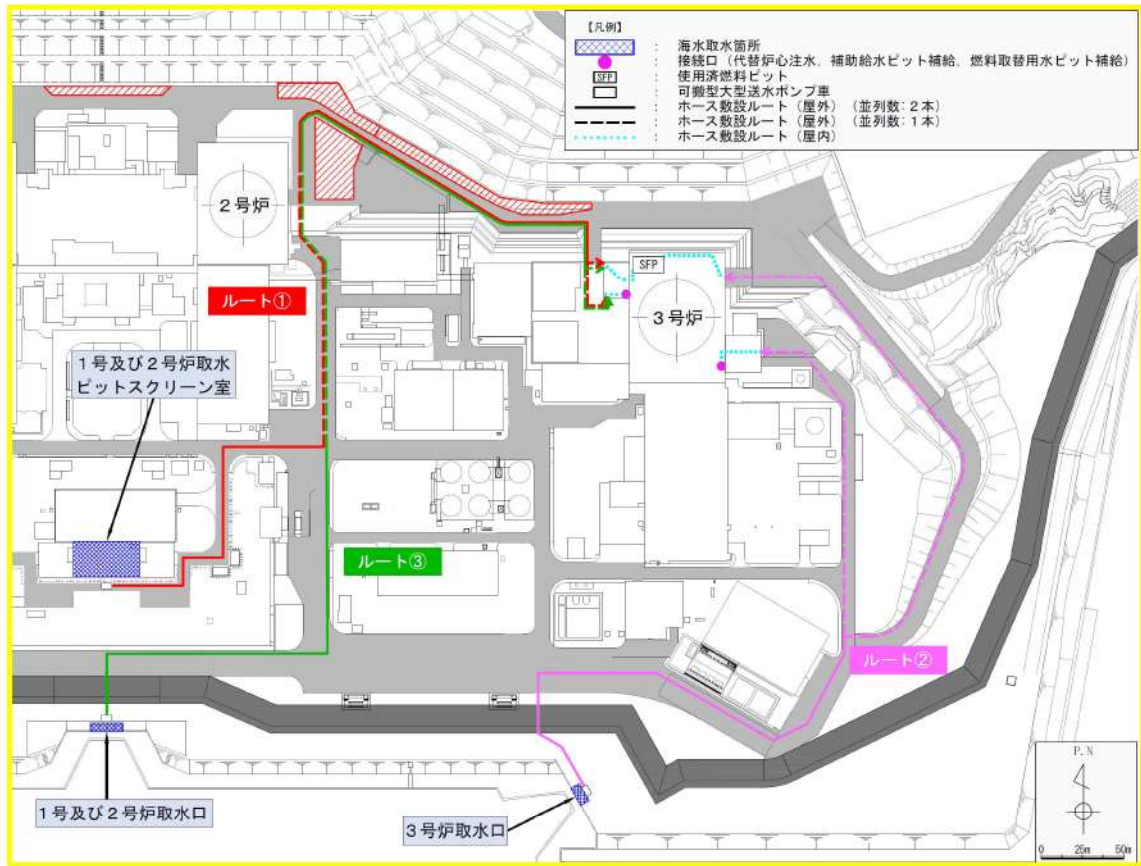 【凡例】
： 海水取水箇所
： 接続口（代替炉心注水，補助給水ピット補給，燃料取替用水ピット補給）
SFP ： 使用済燃料ピット
： 可搬型大型送水ポンプ車
： ホース敷設ルート（屋外）（並列数：２本）
： ホース敷設ルート（屋外）（並列数：１本）
： ホース敷設ルート（屋内）
２号炉
SFP
ルート①
３号炉
１号及び２号炉取水
ピットスクリーン室
ルート③
ルート②
１号及び２号炉取水口
３号炉取水口
P.N
0 25m 50m